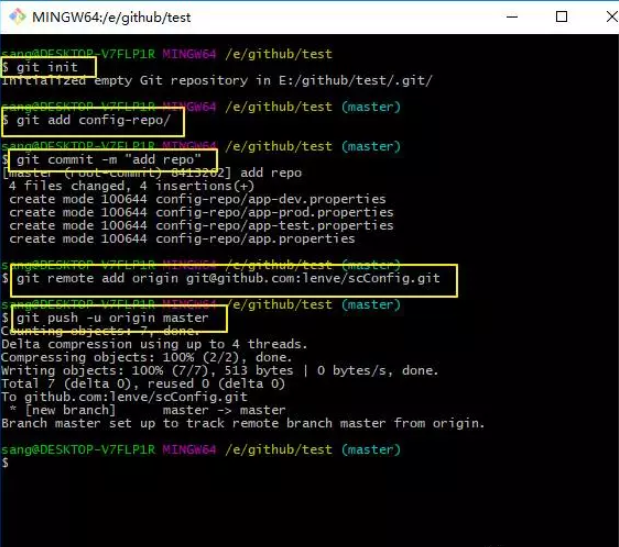 MINGW64:/e/github/test
sang@DESKTOP-V7FLP1R MINGW64 /e/github/test
$ git init
Initialized empty Git repository in E:/github/test/.git/
sang@DESKTOP-V7FLP1R MINGW64 /e/github/test (master)
$ git add config-repo/
sang@DESKTOP-V7FLP1R MINGW64 /e/github/test (master)
$ git commit -m "add repo"
[master (root-commit) 8413262] add repo
4 files changed, 4 insertions(+)
create mode 100644 config-repo/app-dev.properties
create mode 100644 config-repo/app-prod.properties
create mode 100644 config-repo/app-test.properties
create mode 100644 config-repo/app.properties
sang@DESKTOP-V7FLP1R MINGW64 /e/github/test (master)
$ git remote add origin git@github.com:lenve/scConfig.git
sang@DESKTOP-V7FLP1R MINGW64 /e/github/test (master)
$ git push -u origin master
Counting objects: 7, done.
Delta compression using up to 4 threads.
Compressing objects: 100% (2/2), done.
Writing objects: 100% (7/7), 513 bytes | 0 bytes/s, done.
Total 7 (delta 0), reused 0 (delta 0)
To github.com:lenve/scConfig.git
* [new branch] master -> master
Branch master set up to track remote branch master from origin.
sang@DESKTOP-V7FLP1R MINGW64 /e/github/test (master)
$